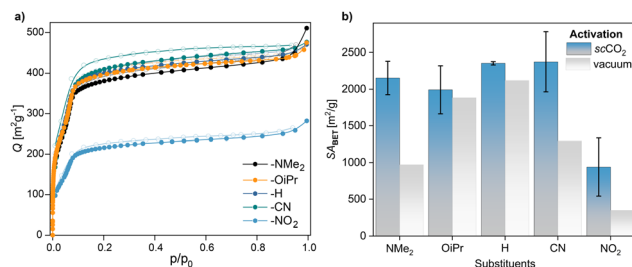 a)
Q [m²g⁻¹]
500
400
300
200
100
0
0.0 0.2 0.4 0.6 0.8 1.0
p/p₀
-NMe₂
-OiPr
-H
-CN
-NO₂
b)
SA_BET [m²/g]
3000
2500
2000
1500
1000
500
0
Activation
scCO₂
vacuum
NMe₂ OiPr H CN NO₂
Substituents